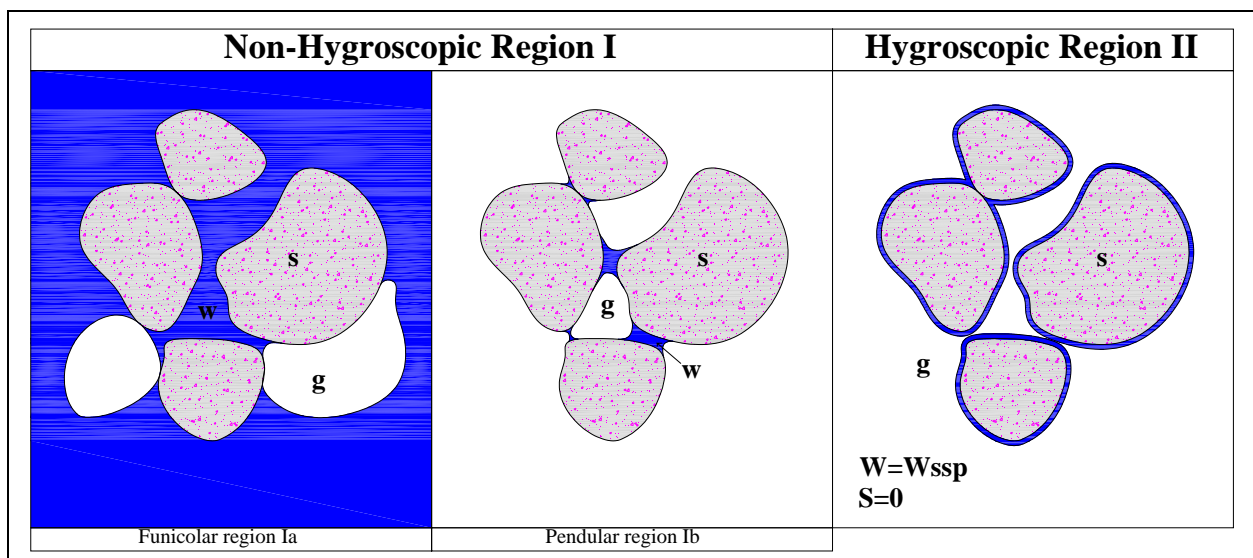 Non-Hygroscopic Region I
Hygroscopic Region II
s
w
g
s
g
w
s
g
W=Wssp
S=0
Funicolar region Ia
Pendular region Ib